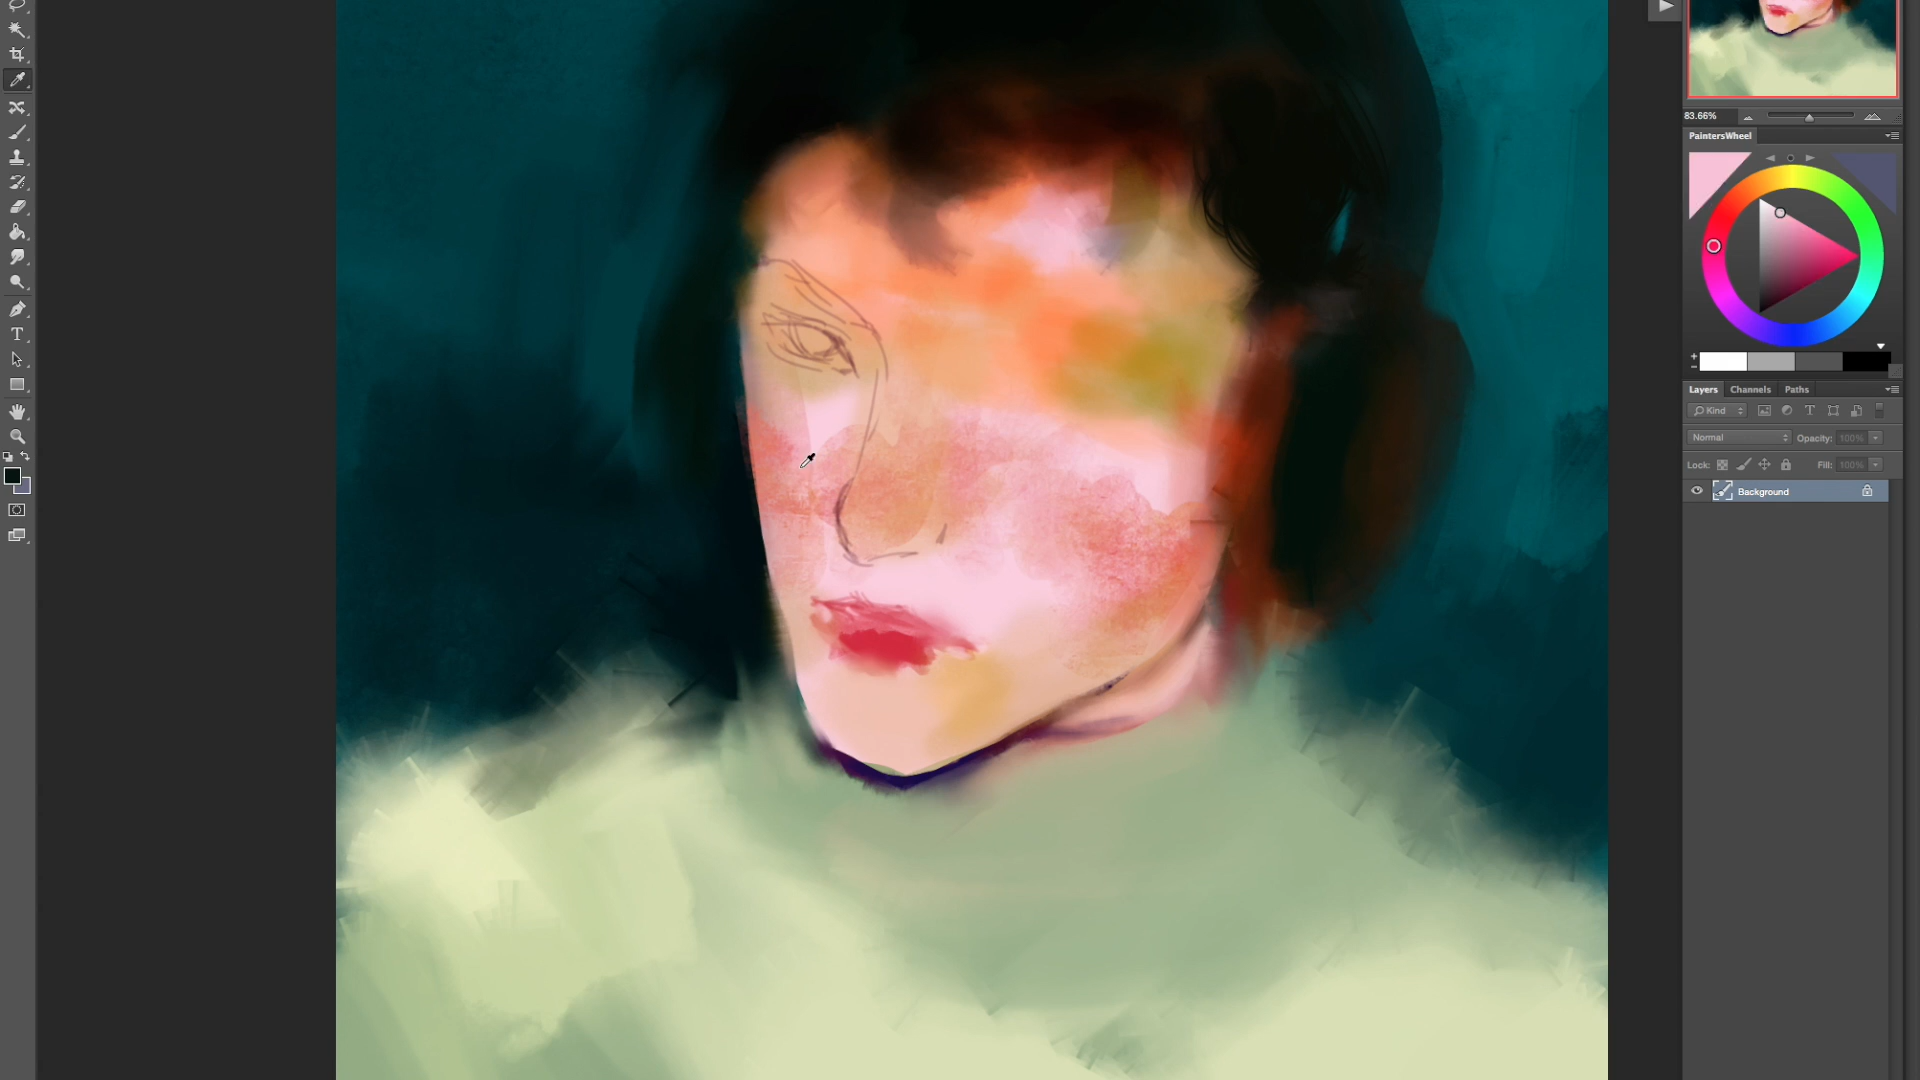 83.66%
PaintersWheel
Layers Channels Paths
Kind
Normal Opacity: 100%
Lock: Fill: 100%
Background